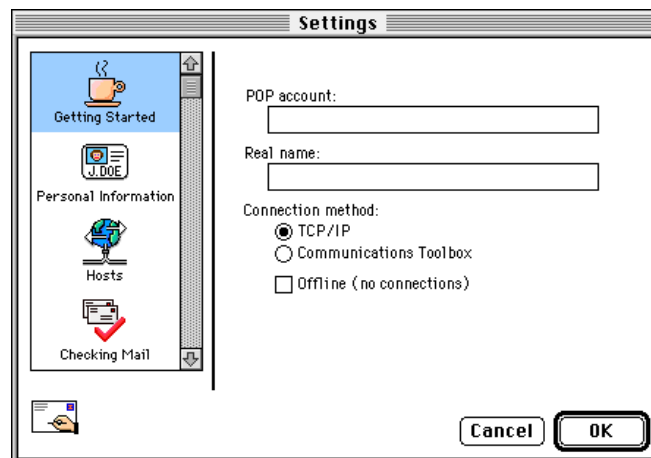 Settings
Getting Started
J.DOE
Personal Information
Hosts
Checking Mail
POP account:
Real name:
Connection method:
TCP/IP
Communications Toolbox
Offline (no connections)
Cancel
OK